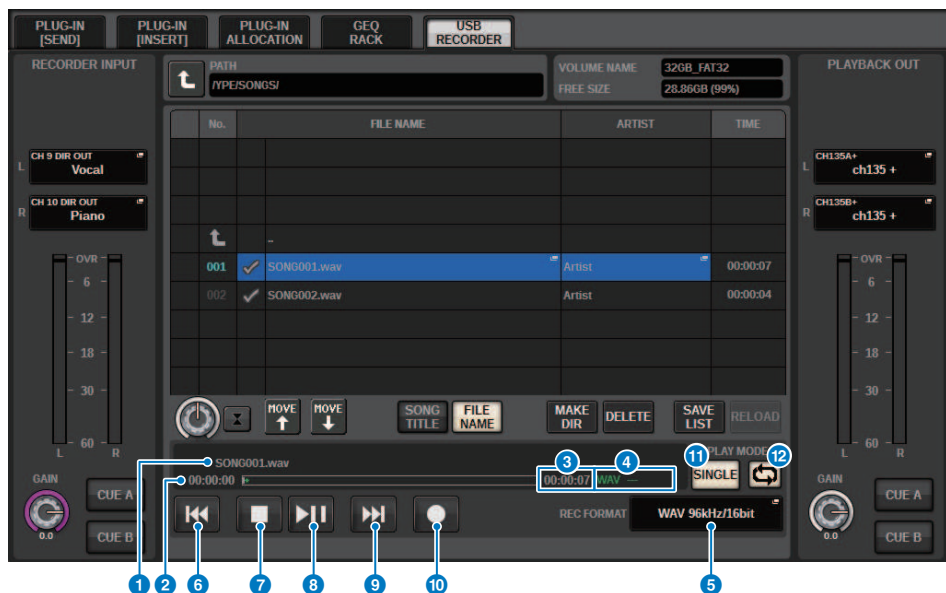 PLUG-IN [SEND]
PLUG-IN [INSERT]
PLUG-IN ALLOCATION
GEQ RACK
USB RECORDER
RECORDER INPUT
PATH
/YPE/SONGS/
VOLUME NAME 32GB_FAT32
FREE SIZE 28.86GB (99%)
PLAYBACK OUT
No. FILE NAME ARTIST TIME
L CH 9 DIR OUT
Vocal
R CH 10 DIR OUT
Piano
L CH135A+
ch135 +
R CH135B+
ch135 +
001 SONG001.wav Artist 00:00:07
002 SONG002.wav Artist 00:00:04
OVR
6
12
18
30
60
L R
OVR
6
12
18
30
60
L R
MOVE
MOVE
SONG TITLE
FILE NAME
MAKE DIR
DELETE
SAVE LIST
RELOAD
PLAY MODE
SONG001.wav
00:00:00
00:00:07
WAV ---
SINGLE
REC FORMAT WAV 96kHz/16bit
GAIN
0.0
CUE A
CUE B
GAIN
0.0
CUE A
CUE B
3 4 11 12
1 2 6 7 8 9 10 5